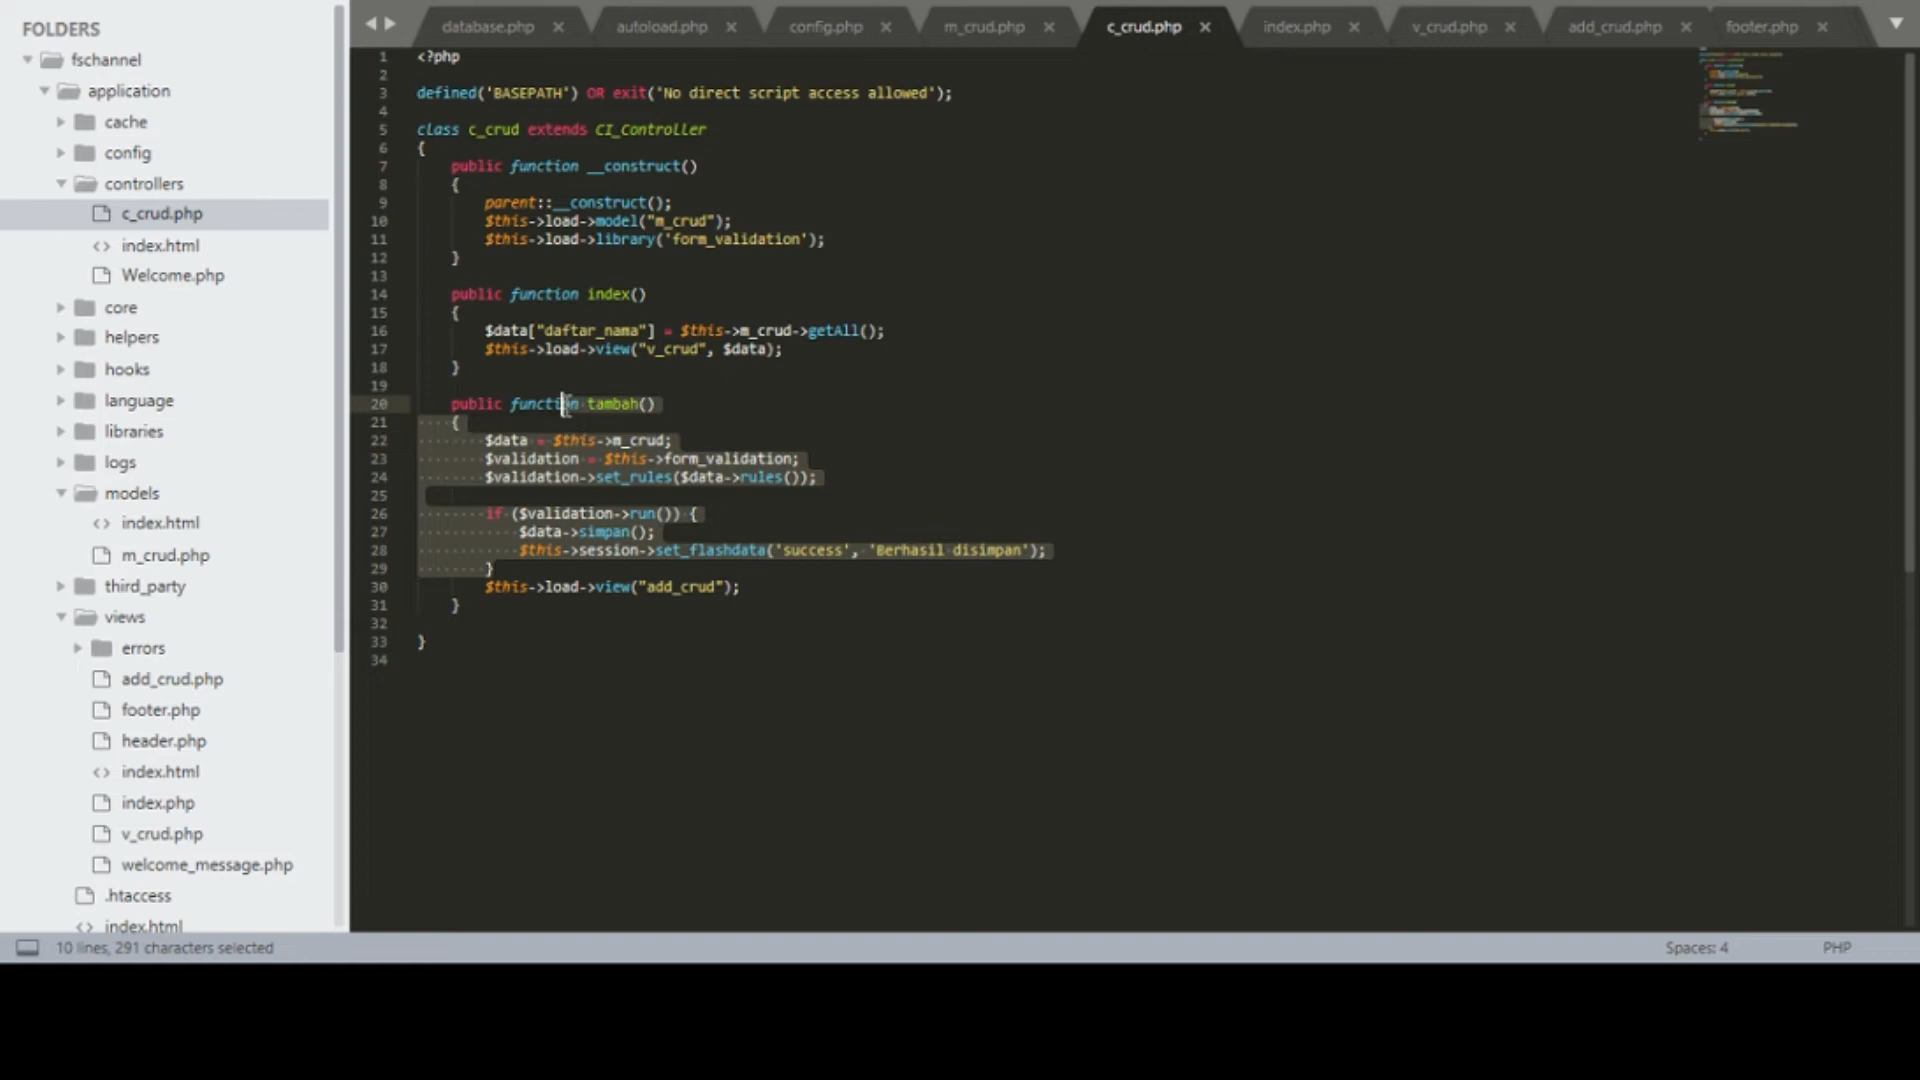 FOLDERS
fschannel
application
cache
config
controllers
c_crud.php
index.html
Welcome.php
core
helpers
hooks
language
libraries
logs
models
index.html
m_crud.php
third_party
views
errors
add_crud.php
footer.php
header.php
index.html
index.php
v_crud.php
welcome_message.php
.htaccess
index.html
database.php autoload.php config.php m_crud.php c_crud.php index.php v_crud.php add_crud.php footer.php
1 <?php
2
3 defined('BASEPATH') OR exit('No direct script access allowed');
4
5 class c_crud extends CI_Controller
6 {
7 public function __construct()
8 {
9 parent::__construct();
10 $this->load->model("m_crud");
11 $this->load->library('form_validation');
12 }
13
14 public function index()
15 {
16 $data["daftar_nama"] = $this->m_crud->getAll();
17 $this->load->view("v_crud", $data);
18 }
19
20 public function tambah()
21 {
22 $data = $this->m_crud;
23 $validation = $this->form_validation;
24 $validation->set_rules($data->rules());
25
26 if ($validation->run()) {
27 $data->simpan();
28 $this->session->set_flashdata('success', 'Berhasil disimpan');
29 }
30 $this->load->view("add_crud");
31 }
32
33 }
34
10 lines, 291 characters selected Spaces: 4 PHP